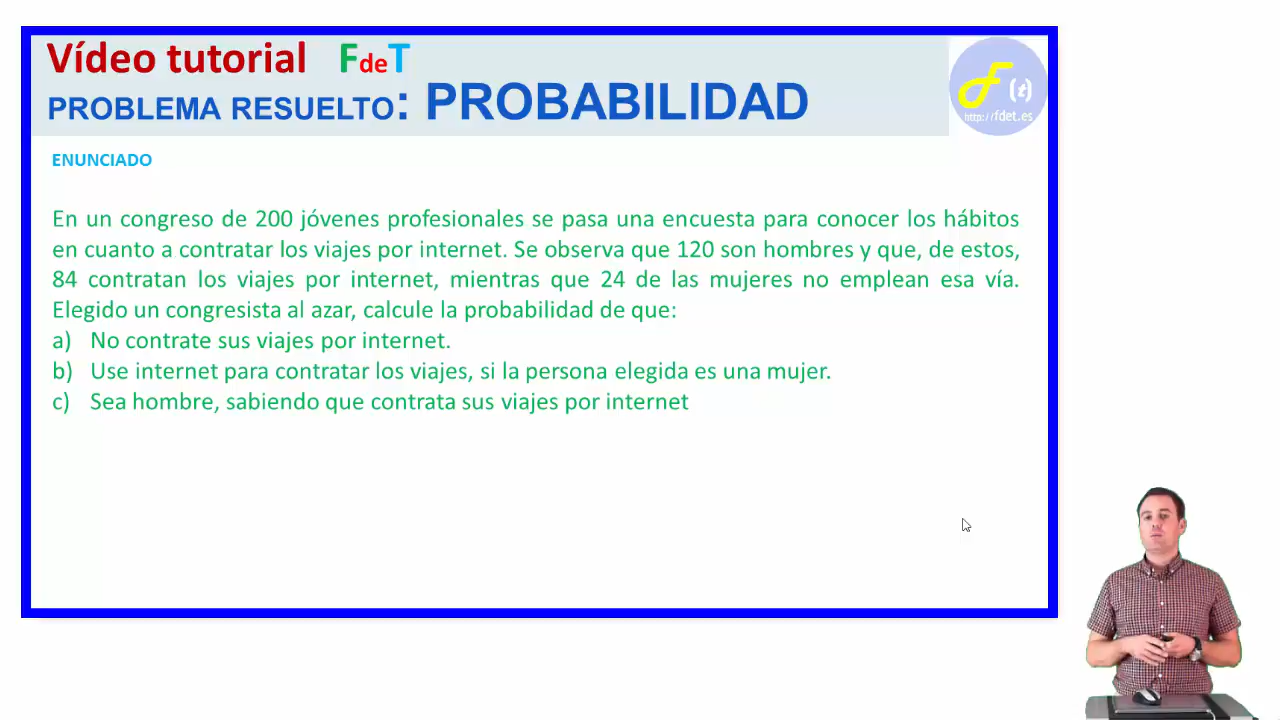 Vídeo tutorial FdeT
PROBLEMA RESUELTO: PROBABILIDAD
F(t)
http://fdet.es
ENUNCIADO
En un congreso de 200 jóvenes profesionales se pasa una encuesta para conocer los hábitos
en cuanto a contratar los viajes por internet. Se observa que 120 son hombres y que, de estos,
84 contratan los viajes por internet, mientras que 24 de las mujeres no emplean esa vía.
Elegido un congresista al azar, calcule la probabilidad de que:
a) No contrate sus viajes por internet.
b) Use internet para contratar los viajes, si la persona elegida es una mujer.
c) Sea hombre, sabiendo que contrata sus viajes por internet